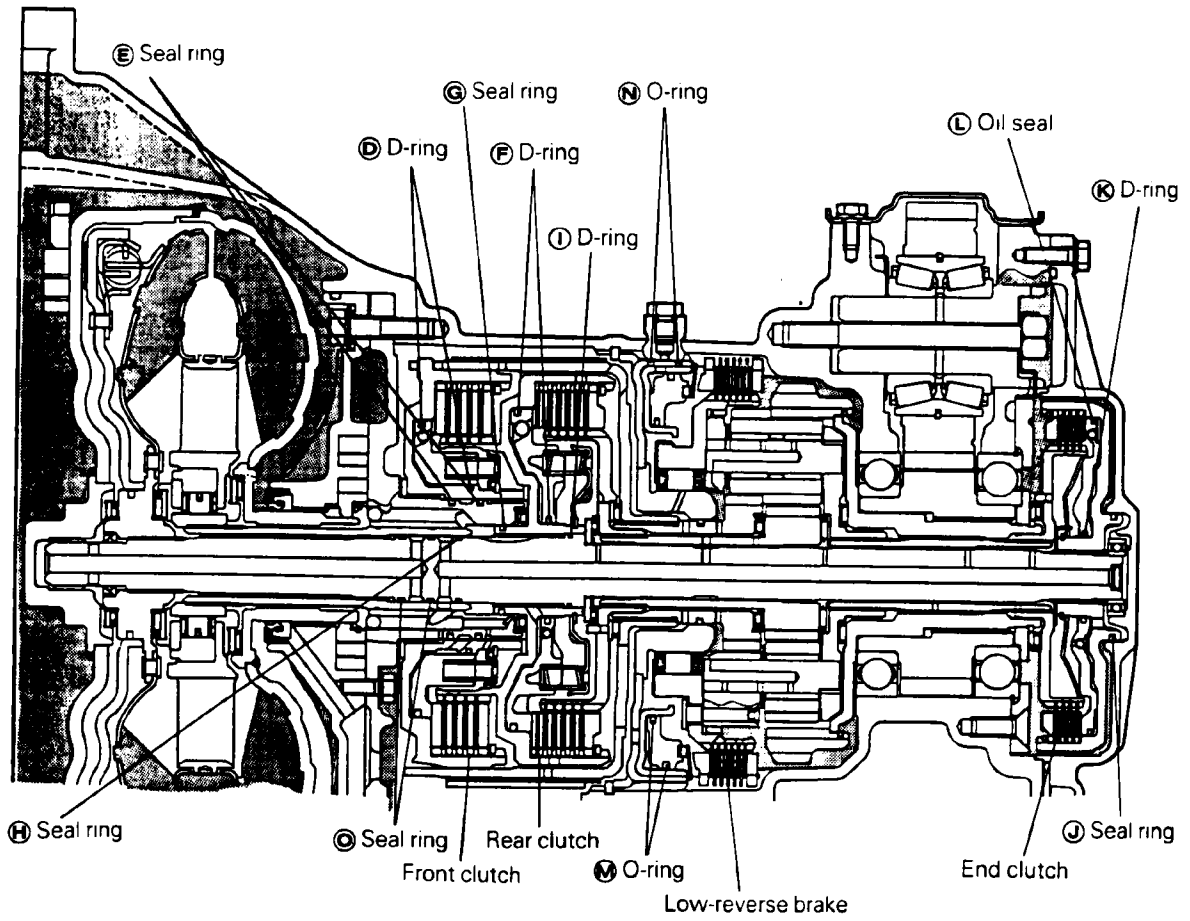 Ⓔ Seal ring
Ⓖ Seal ring
Ⓝ O-ring
Ⓛ Oil seal
Ⓓ D-ring
Ⓕ D-ring
Ⓚ D-ring
Ⓘ D-ring
Ⓗ Seal ring
Ⓞ Seal ring
Rear clutch
Ⓙ Seal ring
Front clutch
Ⓜ O-ring
End clutch
Low-reverse brake